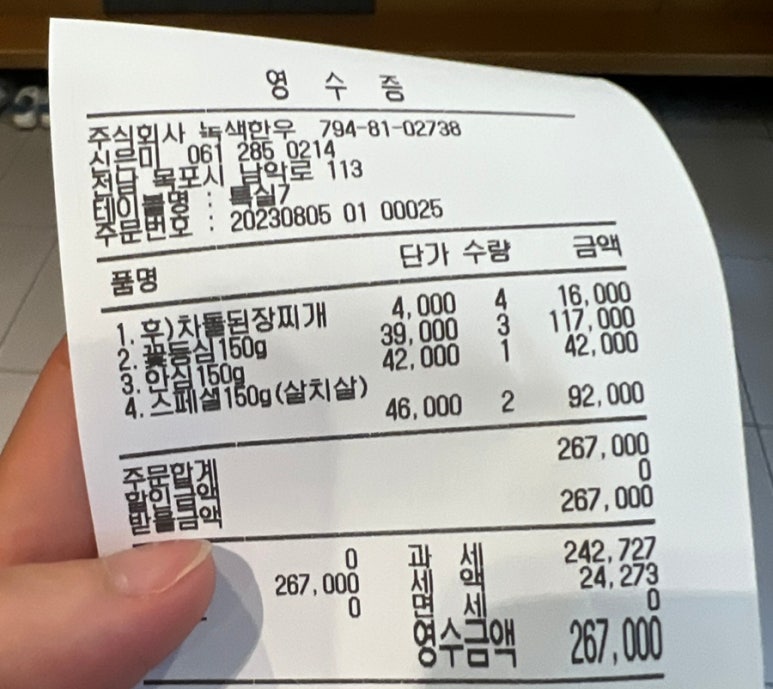 영 수 증
주식회사 녹색한우 794-81-02738
신은미 061 285 0214
전남 목포시 남악로 113
테이블명 : 특실7
주문번호 : 20230805 01 00025
품명 단가 수량 금액
1. 후)차돌된장찌개 4,000 4 16,000
2. 꽃등심150g 39,000 3 117,000
3. 안심150g 42,000 1 42,000
4. 스페셜150g(살치살) 46,000 2 92,000
주문합계 267,000
할인금액 0
받을금액 267,000
0 과 세 242,727
267,000 세 액 24,273
0 면 세 0
영수금액 267,000